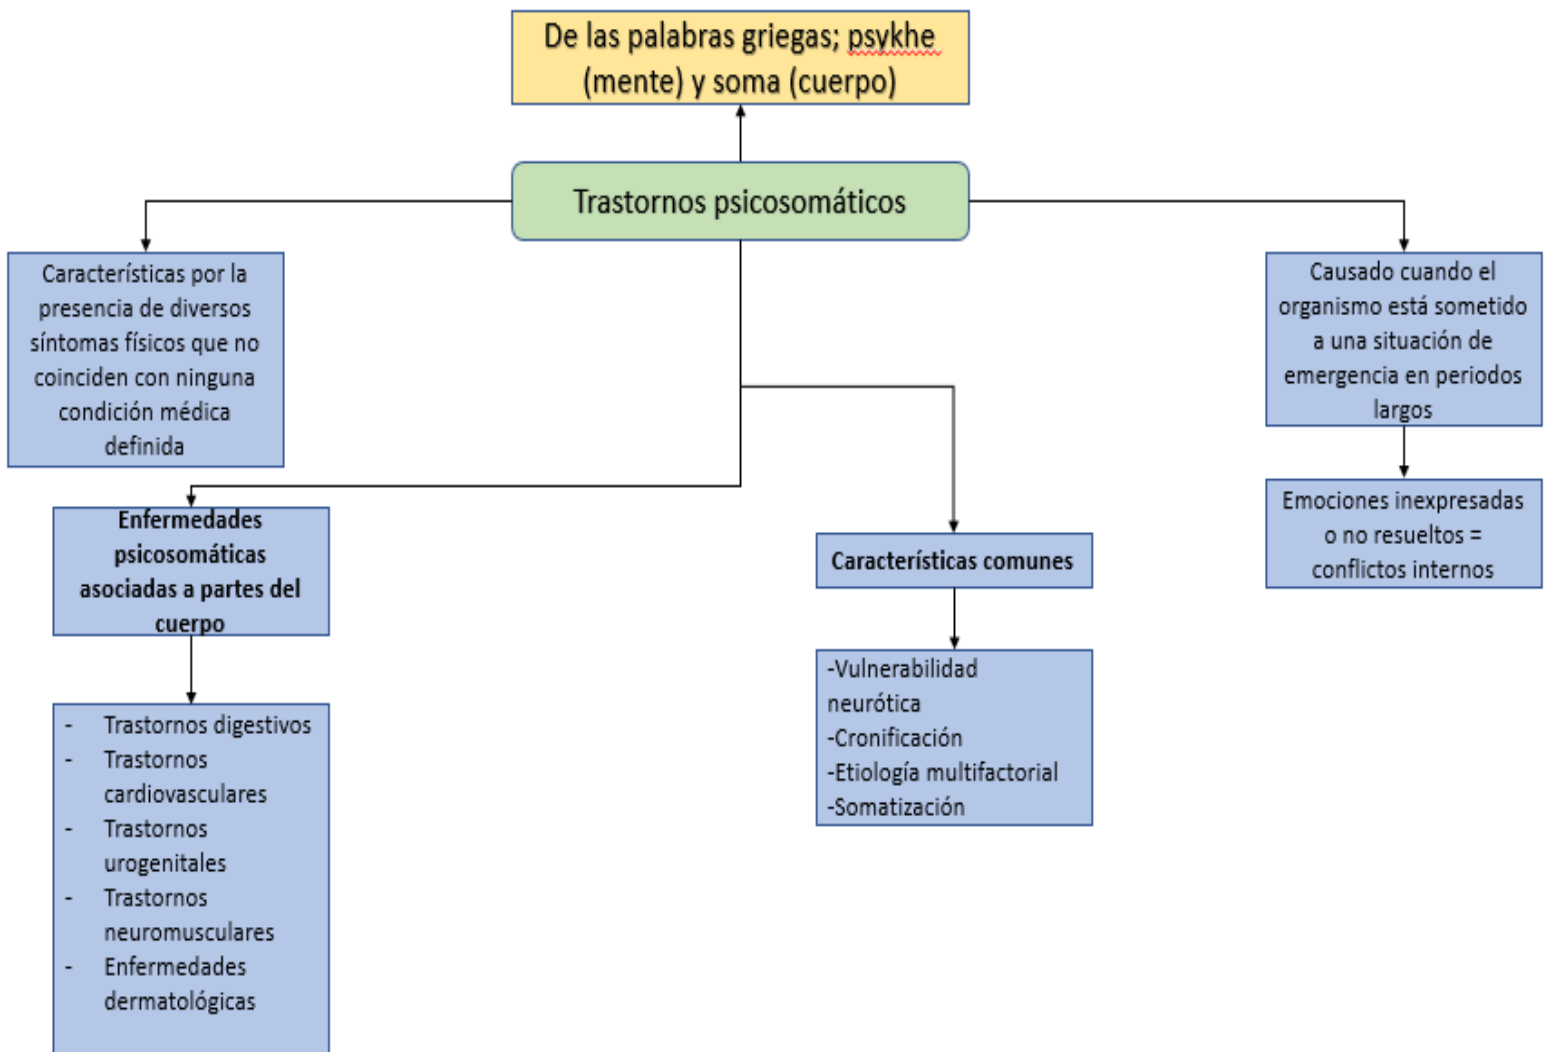 De las palabras griegas; psykhe
(mente) y soma (cuerpo)
Trastornos psicosomáticos
Característicās por la
presencia de diversos
síntomas físicos que no
coinciden con ninguna
condición médica
definida
Causado cuando el
organismo está sometido
a una situación de
emergencia en periodos
largos
Emociones inexpresadas
o no resueltos =
conflictos internos
Enfermedades
psicosomáticas
asociadas a partes del
cuerpo
- Trastornos digestivos
- Trastornos
cardiovasculares
- Trastornos
urogenitales
- Trastornos
neuromusculares
- Enfermedades
dermatológicas
Características comunes
-Vulnerabilidad
neurótica
-Cronificación
-Etiología multifactorial
-Somatización